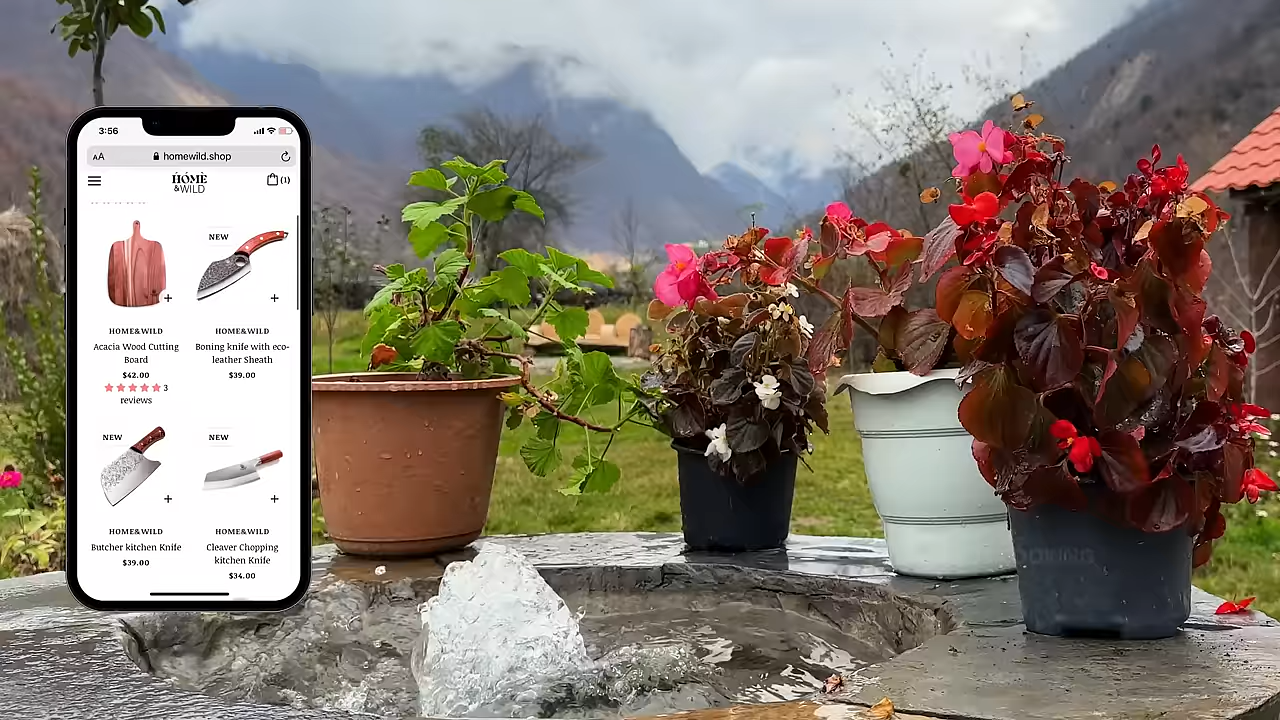 3:56
AA homewild.shop
HOME
&WILD
(1)
NEW
HOME&WILD
HOME&WILD
Acacia Wood Cutting
Board
Boning knife with eco-
leather Sheath
$42.00
$39.00
3
reviews
NEW
NEW
HOME&WILD
HOME&WILD
Butcher kitchen Knife
Cleaver Chopping
kitchen Knife
$39.00
$34.00